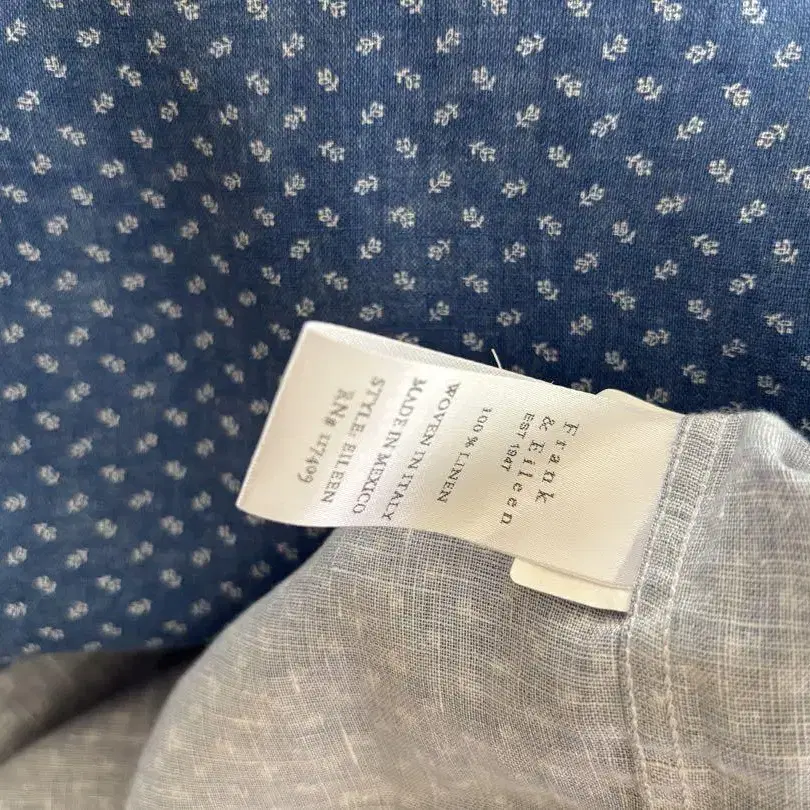 Frank
& Eileen
EST 1947
100% LINEN
WOVEN IN ITALY
MADE IN MEXICO
STYLE: EILEEN
RN# 117409